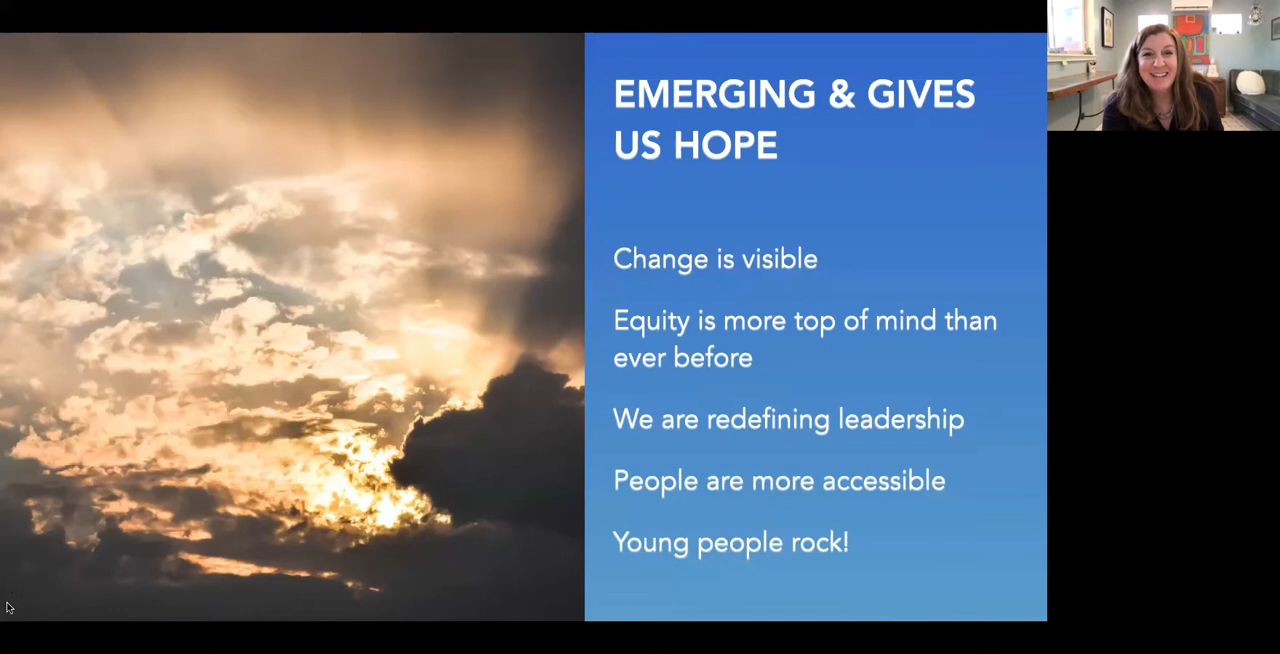 EMERGING & GIVES
US HOPE
Change is visible
Equity is more top of mind than
ever before
We are redefining leadership
People are more accessible
Young people rock!